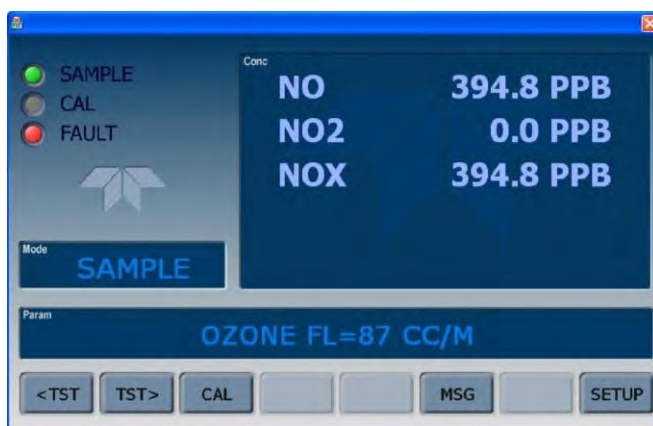 SAMPLE
CAL
FAULT
Conc
NO 394.8 PPB
NO2 0.0 PPB
NOX 394.8 PPB
Mode
SAMPLE
Param
OZONE FL=87 CC/M
<TST TST> CAL MSG SETUP